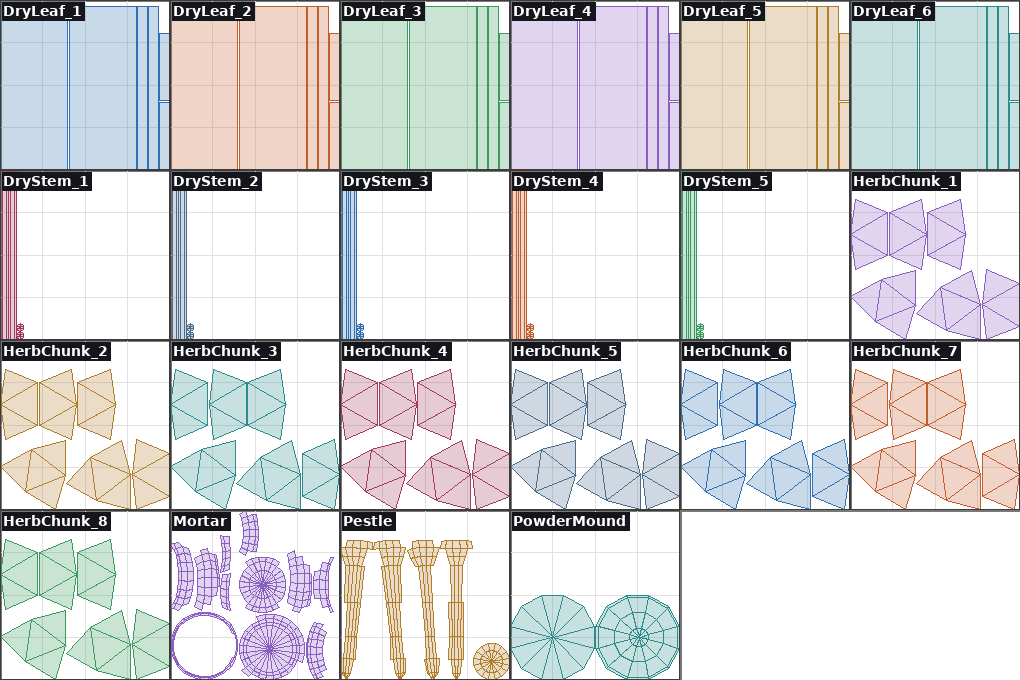 DryLeaf_1
DryLeaf_2
DryLeaf_3
DryLeaf_4
DryLeaf_5
DryLeaf_6
DryStem_1
DryStem_2
DryStem_3
DryStem_4
DryStem_5
HerbChunk_1
HerbChunk_2
HerbChunk_3
HerbChunk_4
HerbChunk_5
HerbChunk_6
HerbChunk_7
HerbChunk_8
Mortar
Pestle
PowderMound